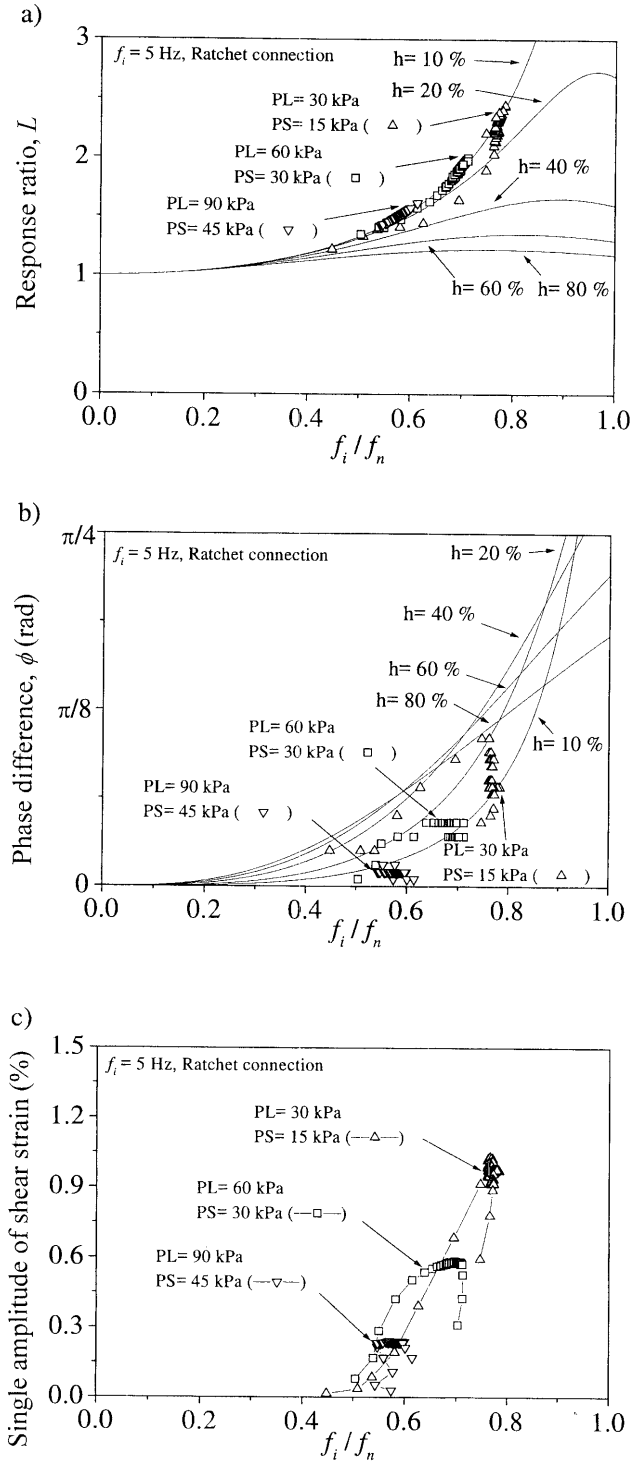 a)
3
2
1
0
Response ratio, L
f_i = 5 Hz, Ratchet connection
h= 10 %
h= 20 %
PL= 30 kPa
PS= 15 kPa ( △ )
PL= 60 kPa
PS= 30 kPa ( □ )
h= 40 %
PL= 90 kPa
PS= 45 kPa ( ▽ )
h= 60 %
h= 80 %
0.0 0.2 0.4 0.6 0.8 1.0
f_i / f_n
b)
π/4
π/8
0
Phase difference, ϕ (rad)
f_i = 5 Hz, Ratchet connection
h= 20 %
h= 40 %
h= 60 %
h= 80 %
PL= 60 kPa
PS= 30 kPa ( □ )
h= 10 %
PL= 90 kPa
PS= 45 kPa ( ▽ )
PL= 30 kPa
PS= 15 kPa ( △ )
0.0 0.2 0.4 0.6 0.8 1.0
f_i / f_n
c)
1.5
1.2
0.9
0.6
0.3
0.0
Single amplitude of shear strain (%)
f_i = 5 Hz, Ratchet connection
PL= 30 kPa
PS= 15 kPa (—△—)
PL= 60 kPa
PS= 30 kPa (—□—)
PL= 90 kPa
PS= 45 kPa (—▽—)
0.0 0.2 0.4 0.6 0.8 1.0
f_i / f_n